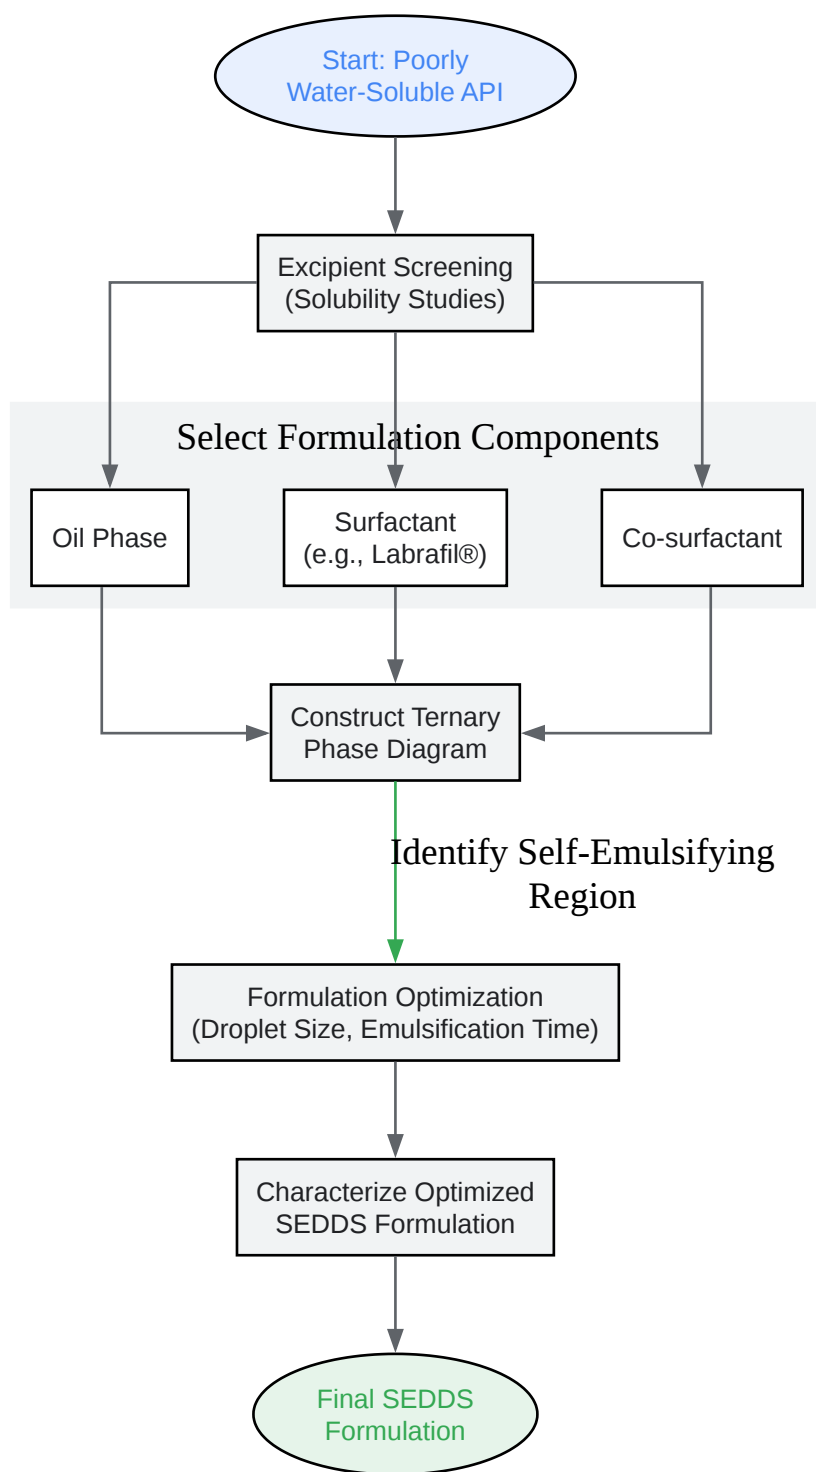 Start: Poorly
Water-Soluble API
Excipient Screening
(Solubility Studies)
Select Formulation Components
Oil Phase
Surfactant
(e.g., Labrafil®)
Co-surfactant
Construct Ternary
Phase Diagram
Identify Self-Emulsifying
Region
Formulation Optimization
(Droplet Size, Emulsification Time)
Characterize Optimized
SEDDS Formulation
Final SEDDS
Formulation